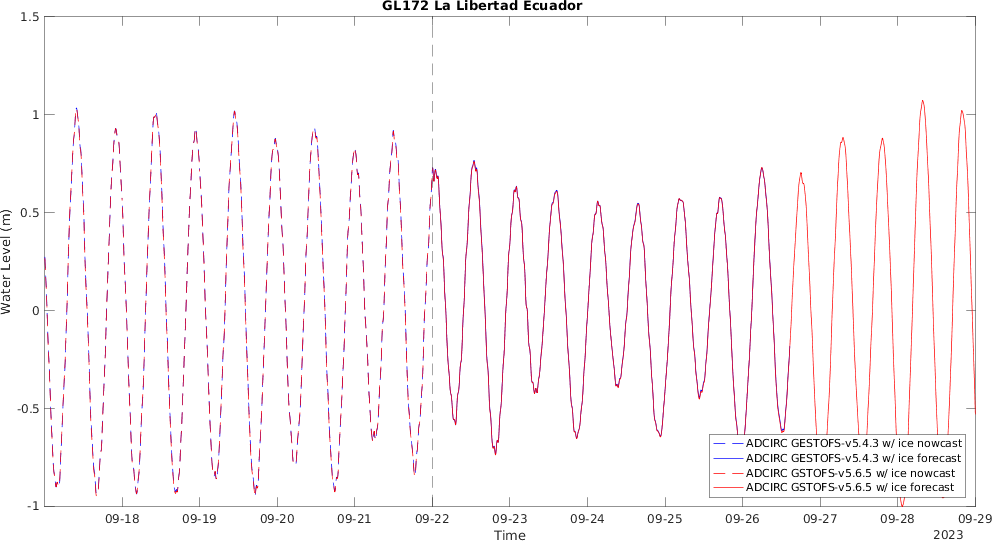 GL172 La Libertad Ecuador
1.5
1
0.5
0
-0.5
-1
Water Level (m)
ADCIRC GESTOFS-v5.4.3 w/ ice nowcast
ADCIRC GESTOFS-v5.4.3 w/ ice forecast
ADCIRC GSTOFS-v5.6.5 w/ ice nowcast
ADCIRC GSTOFS-v5.6.5 w/ ice forecast
09-18 09-19 09-20 09-21 09-22 09-23 09-24 09-25 09-26 09-27 09-28 09-29
Time
2023